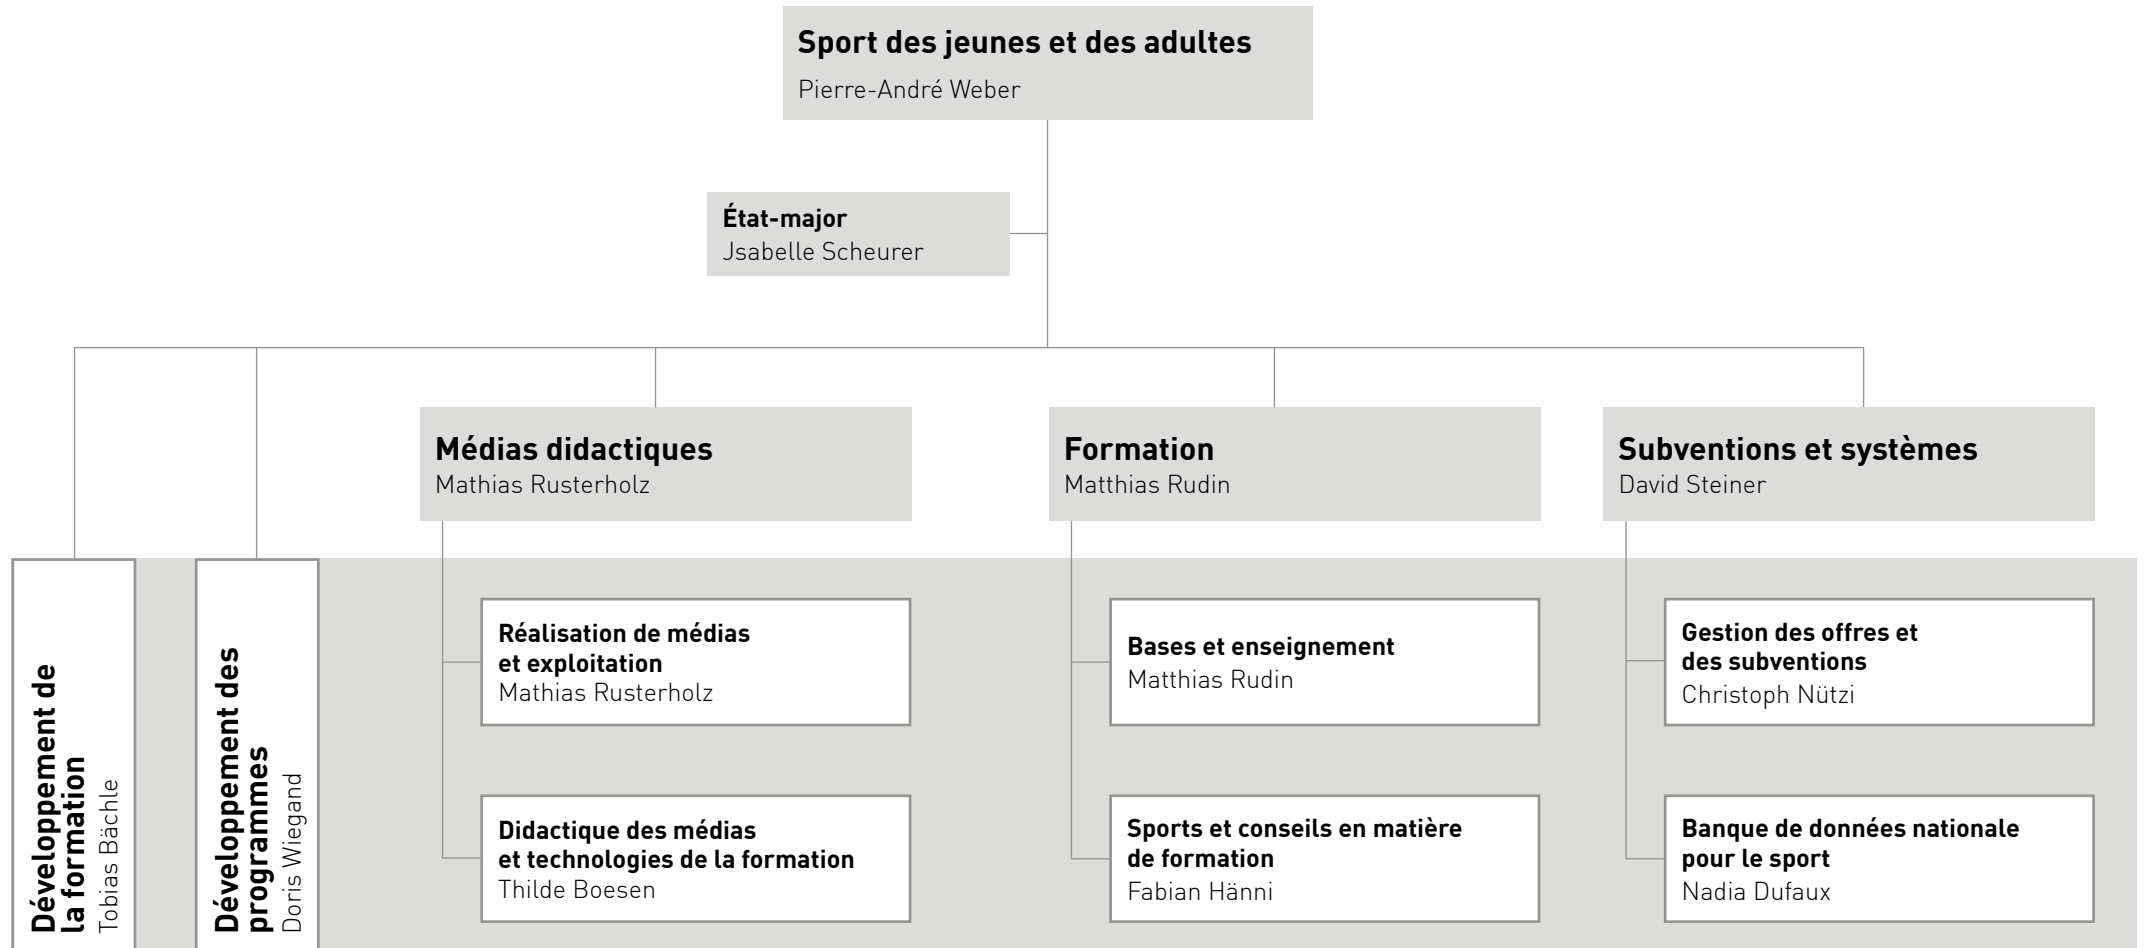 Sport des jeunes et des adultes
Pierre-André Weber
État-major
Jsabelle Scheurer
Médias didactiques
Mathias Rusterholz
Formation
Matthias Rudin
Subventions et systèmes
David Steiner
Développement de
la formation
Tobias Bächle
Développement des
programmes
Doris Wiegand
Réalisation de médias
et exploitation
Mathias Rusterholz
Didactique des médias
et technologies de la formation
Thilde Boesen
Bases et enseignement
Matthias Rudin
Sports et conseils en matière
de formation
Fabian Hänni
Gestion des offres et
des subventions
Christoph Nützi
Banque de données nationale
pour le sport
Nadia Dufaux